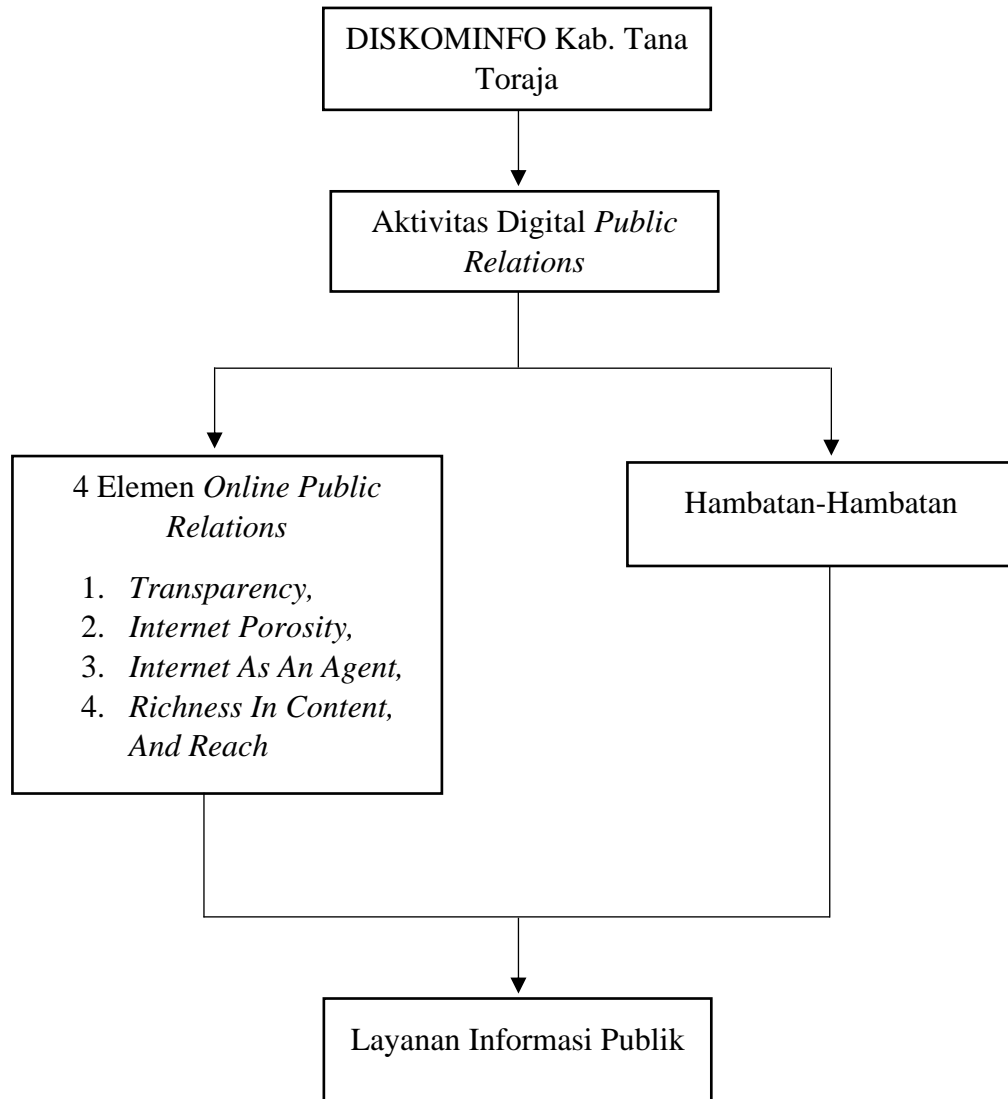 DISKOMINFO Kab. Tana
Toraja
Aktivitas Digital Public
Relations
4 Elemen Online Public
Relations
1. Transparency,
2. Internet Porosity,
3. Internet As An Agent,
4. Richness In Content,
And Reach
Hambatan-Hambatan
Layanan Informasi Publik